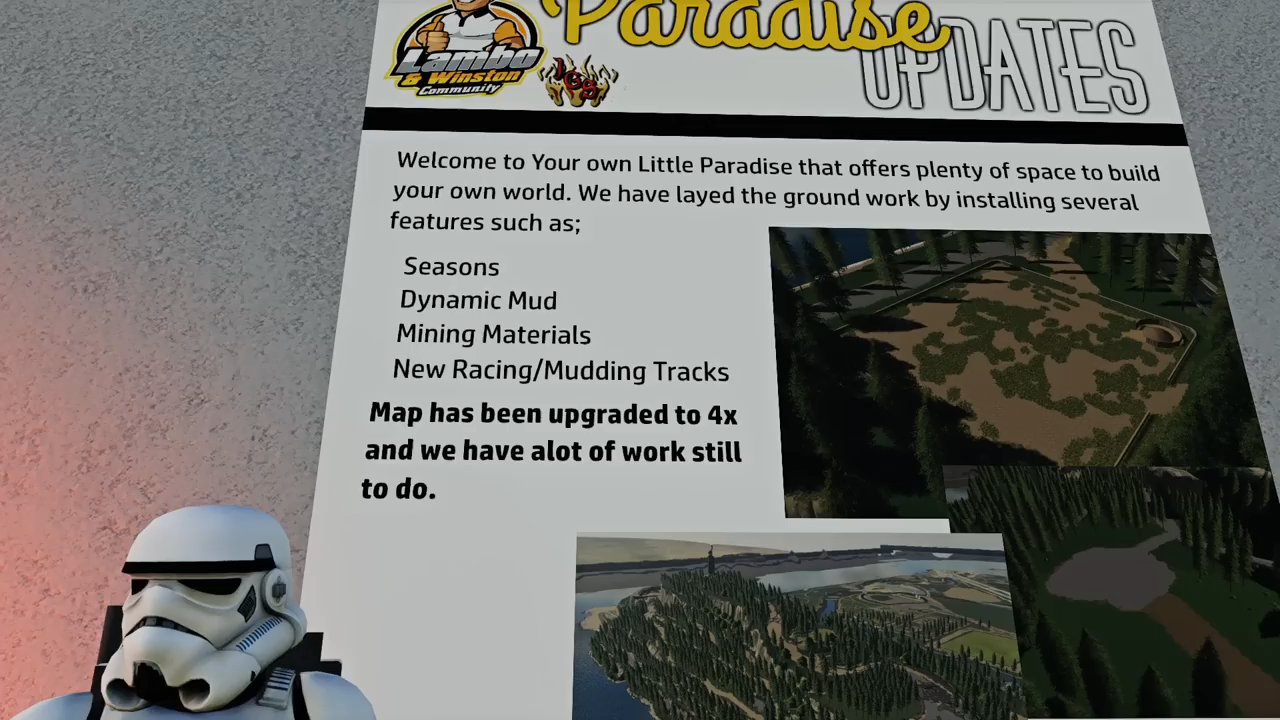 Paradise
UPDATES
Lambo
& Winston
Community
Welcome to Your own Little Paradise that offers plenty of space to build
your own world. We have layed the ground work by installing several
features such as;
Seasons
Dynamic Mud
Mining Materials
New Racing/Mudding Tracks
Map has been upgraded to 4x
and we have alot of work still
to do.